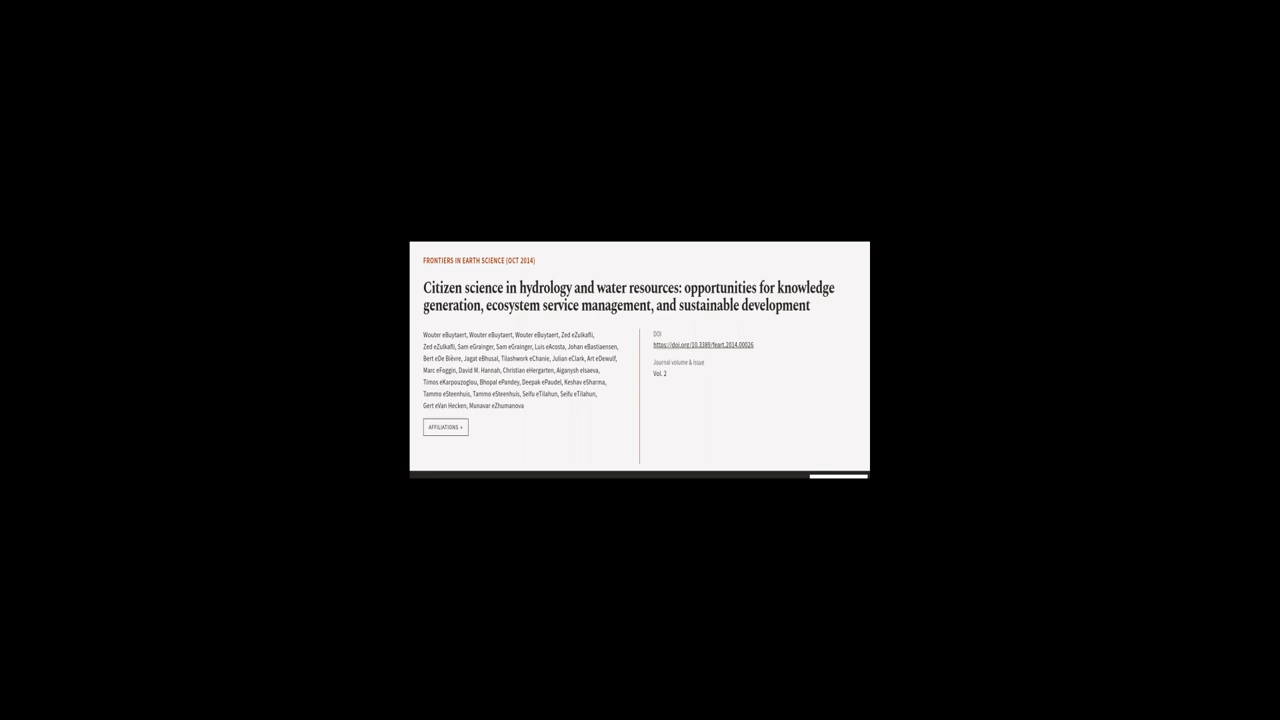 FRONTIERS IN EARTH SCIENCE (OCT 2014)
Citizen science in hydrology and water resources: opportunities for knowledge
generation, ecosystem service management, and sustainable development
Wouter eBuytaert, Wouter eBuytaert, Wouter eBuytaert, Zed eZulkafli,
Zed eZulkafli, Sam eGrainger, Sam eGrainger, Luis eAcosta, Johan eBastiaensen,
Bert eDe Bièvre, Jagat eBhusal, Tilashwork eChanie, Julian eClark, Art eDewulf,
Marc eFoggin, David M. Hannah, Christian eHergarten, Aiganysh eIsaeva,
Timos eKarpouzoglou, Bhopal ePandey, Deepak ePaudel, Keshav eSharma,
Tammo eSteenhuis, Tammo eSteenhuis, Seifu eTilahun, Seifu eTilahun,
Gert eVan Hecken, Munavar eZhumanova
AFFILIATIONS +
DOI
https://doi.org/10.3389/feart.2014.00026
Journal volume & issue
Vol. 2